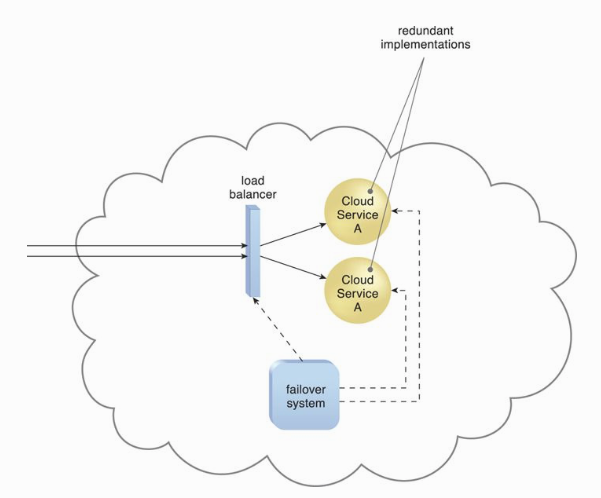 redundant
implementations
load
balancer
Cloud
Service
A
Cloud
Service
A
failover
system